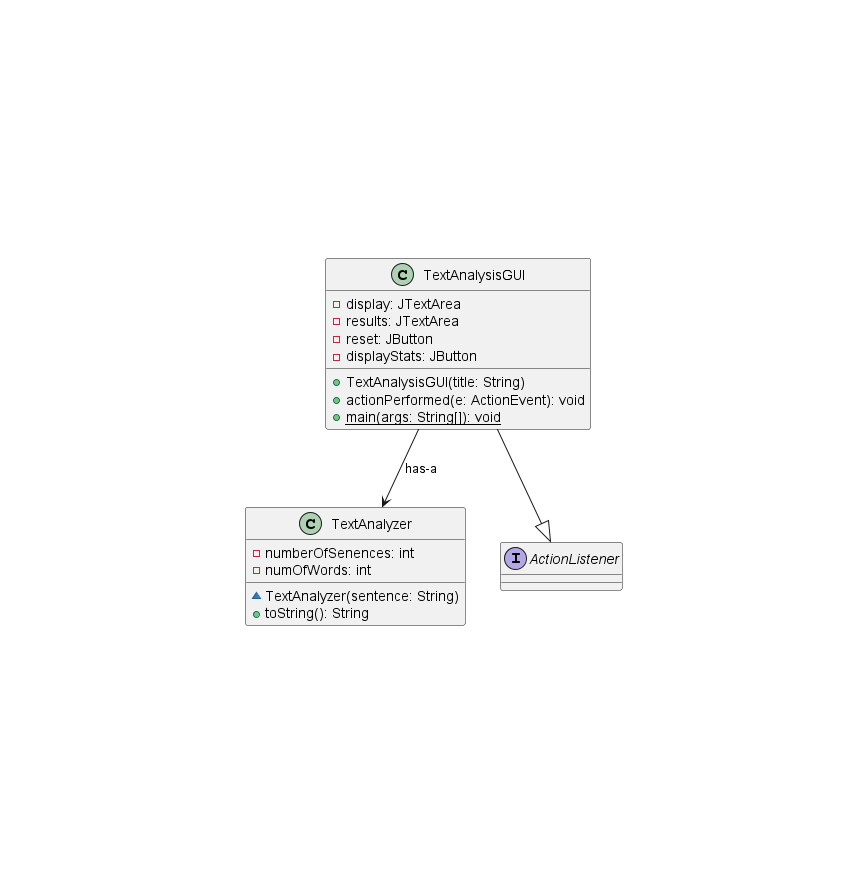 C TextAnalysisGUI
display: JTextArea
results: JTextArea
reset: JButton
displayStats: JButton
TextAnalysisGUI(title: String)
actionPerformed(e: ActionEvent): void
main(args: String[]): void
has-a
C TextAnalyzer
numberOfSenences: int
numOfWords: int
TextAnalyzer(sentence: String)
toString(): String
I ActionListener